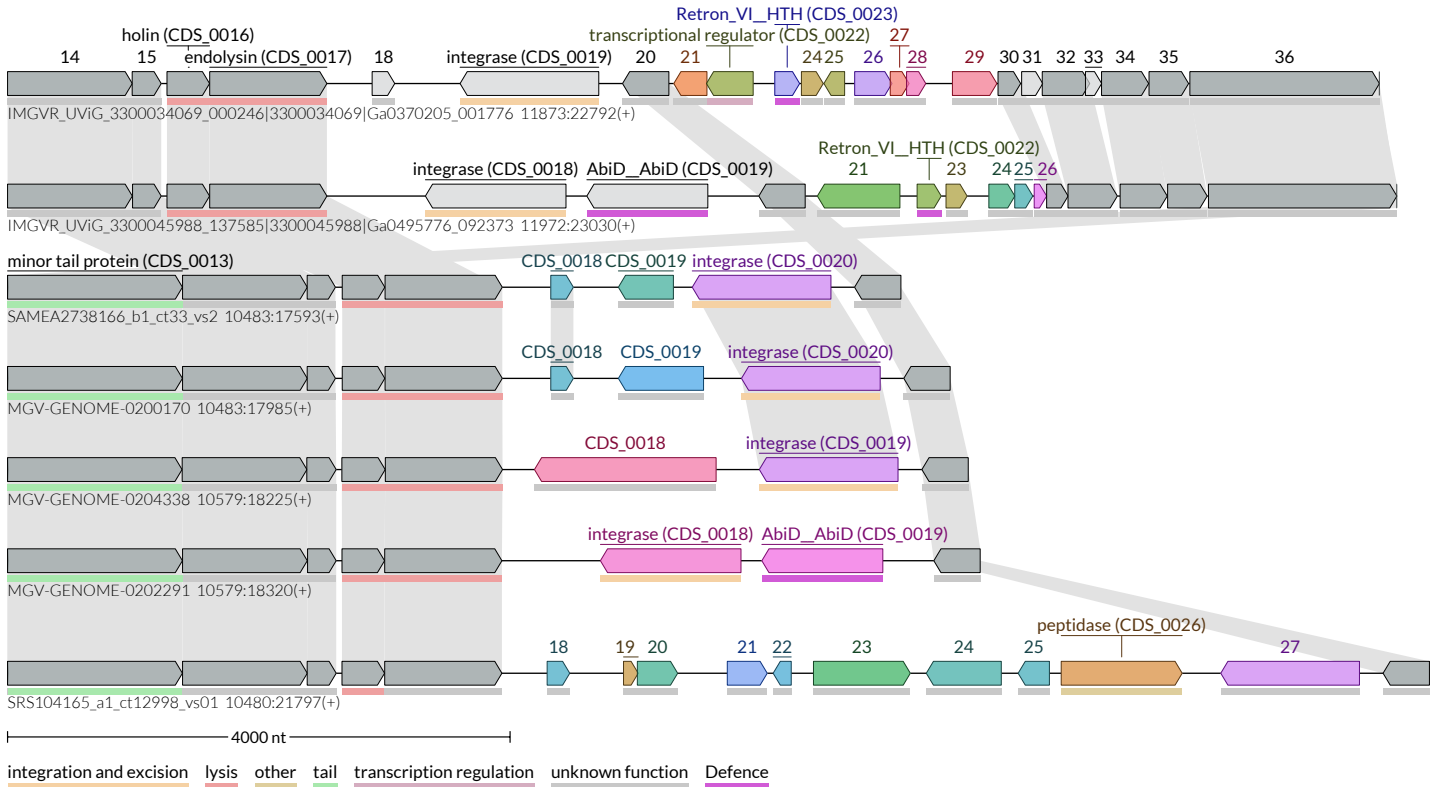 Retron_VI__HTH (CDS_0023)
holin (CDS_0016) transcriptional regulator (CDS_0022) 27
14 15 endolysin (CDS_0017) 18 integrase (CDS_0019) 20 21 24 25 26 28 29 30 31 32 33 34 35 36
IMGVR_UViG_3300034069_000246|3300034069|Ga0370205_001776 11873:22792(+)
Retron_VI__HTH (CDS_0022)
integrase (CDS_0018) AbiD__AbiD (CDS_0019) 21 23 24 25 26
IMGVR_UViG_3300045988_137585|3300045988|Ga0495776_092373 11972:23030(+)
minor tail protein (CDS_0013) CDS_0018 CDS_0019 integrase (CDS_0020)
SAMEA2738166_b1_ct33_vs2 10483:17593(+)
CDS_0018 CDS_0019 integrase (CDS_0020)
MGV-GENOME-0200170 10483:17985(+)
CDS_0018 integrase (CDS_0019)
MGV-GENOME-0204338 10579:18225(+)
integrase (CDS_0018) AbiD__AbiD (CDS_0019)
MGV-GENOME-0202291 10579:18320(+)
peptidase (CDS_0026)
18 19 20 21 22 23 24 25 27
SRS104165_a1_ct12998_vs01 10480:21797(+)
4000 nt
integration and excision lysis other tail transcription regulation unknown function Defence